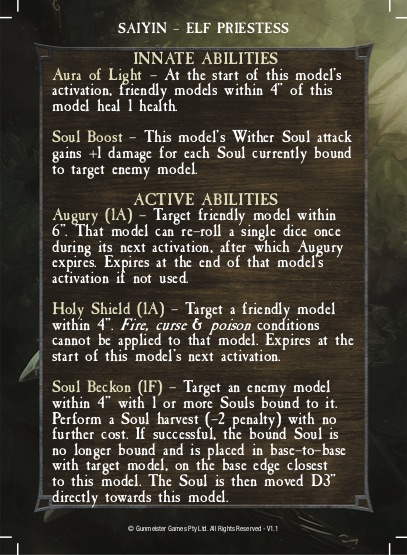 SAIYIN – ELF PRIESTESS
INNATE ABILITIES
Aura of Light – At the start of this model's
activation, friendly models within 4" of this
model heal 1 health.
Soul Boost – This model's Wither Soul attack
gains +1 damage for each Soul currently bound
to target enemy model.
ACTIVE ABILITIES
Augury (1A) – Target friendly model within
6". That model can re-roll a single dice once
during its next activation, after which Augury
expires. Expires at the end of that model's
activation if not used.
Holy Shield (1A) – Target a friendly model
within 4". Fire, curse & poison conditions
cannot be applied to that model. Expires at the
start of this model's next activation.
Soul Beckon (1F) – Target an enemy model
within 4" with 1 or more Souls bound to it.
Perform a Soul harvest (-2 penalty) with no
further cost. If successful, the bound Soul is
no longer bound and is placed in base-to-base
with target model, on the base edge closest
to this model. The Soul is then moved D3"
directly towards this model.
© Gunmeister Games Pty Ltd. All Rights Reserved - V1.1